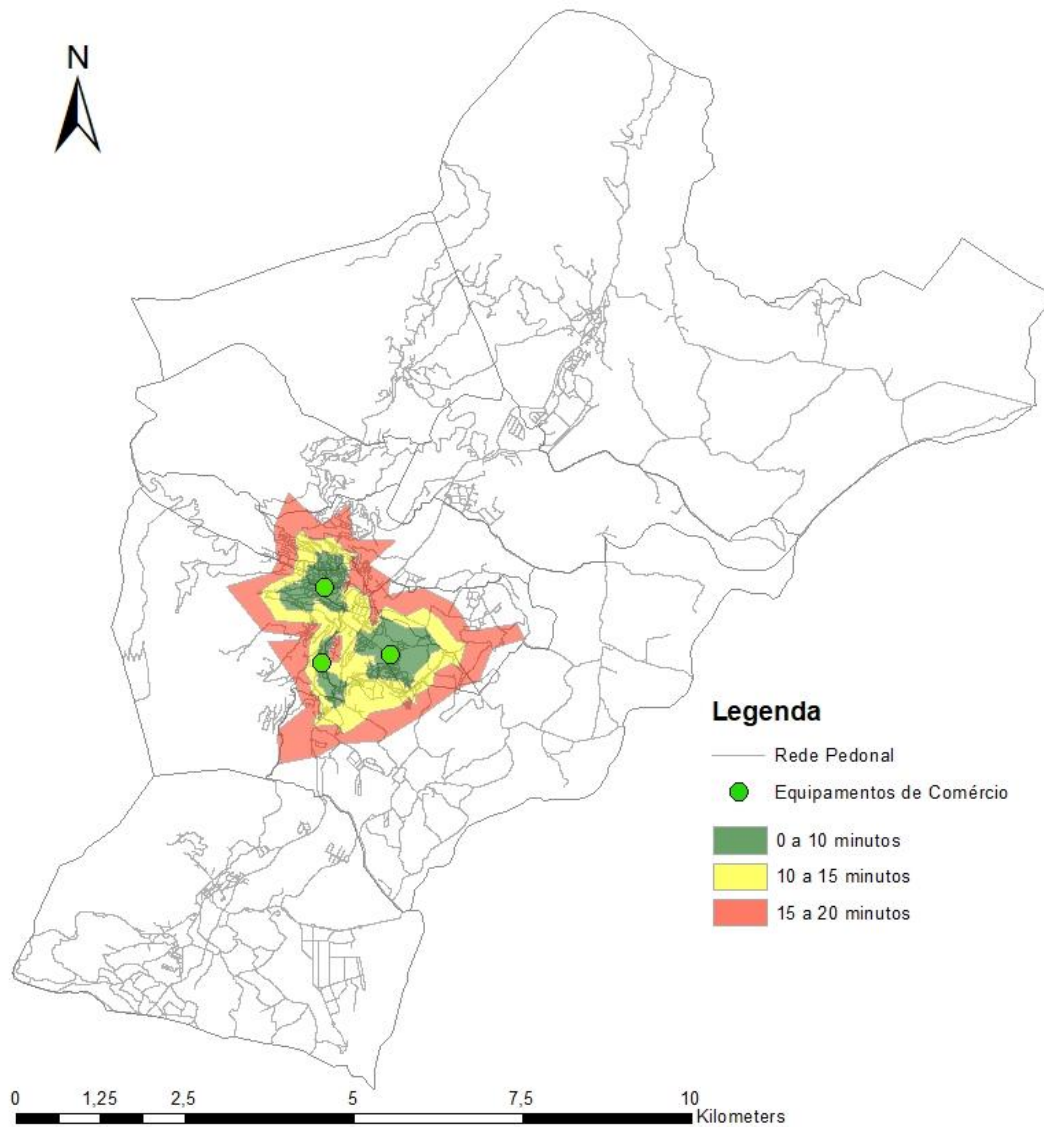 N
Legenda
Rede Pedonal
Equipamentos de Comércio
0 a 10 minutos
10 a 15 minutos
15 a 20 minutos
0 1,25 2,5 5 7,5 10
Kilometers